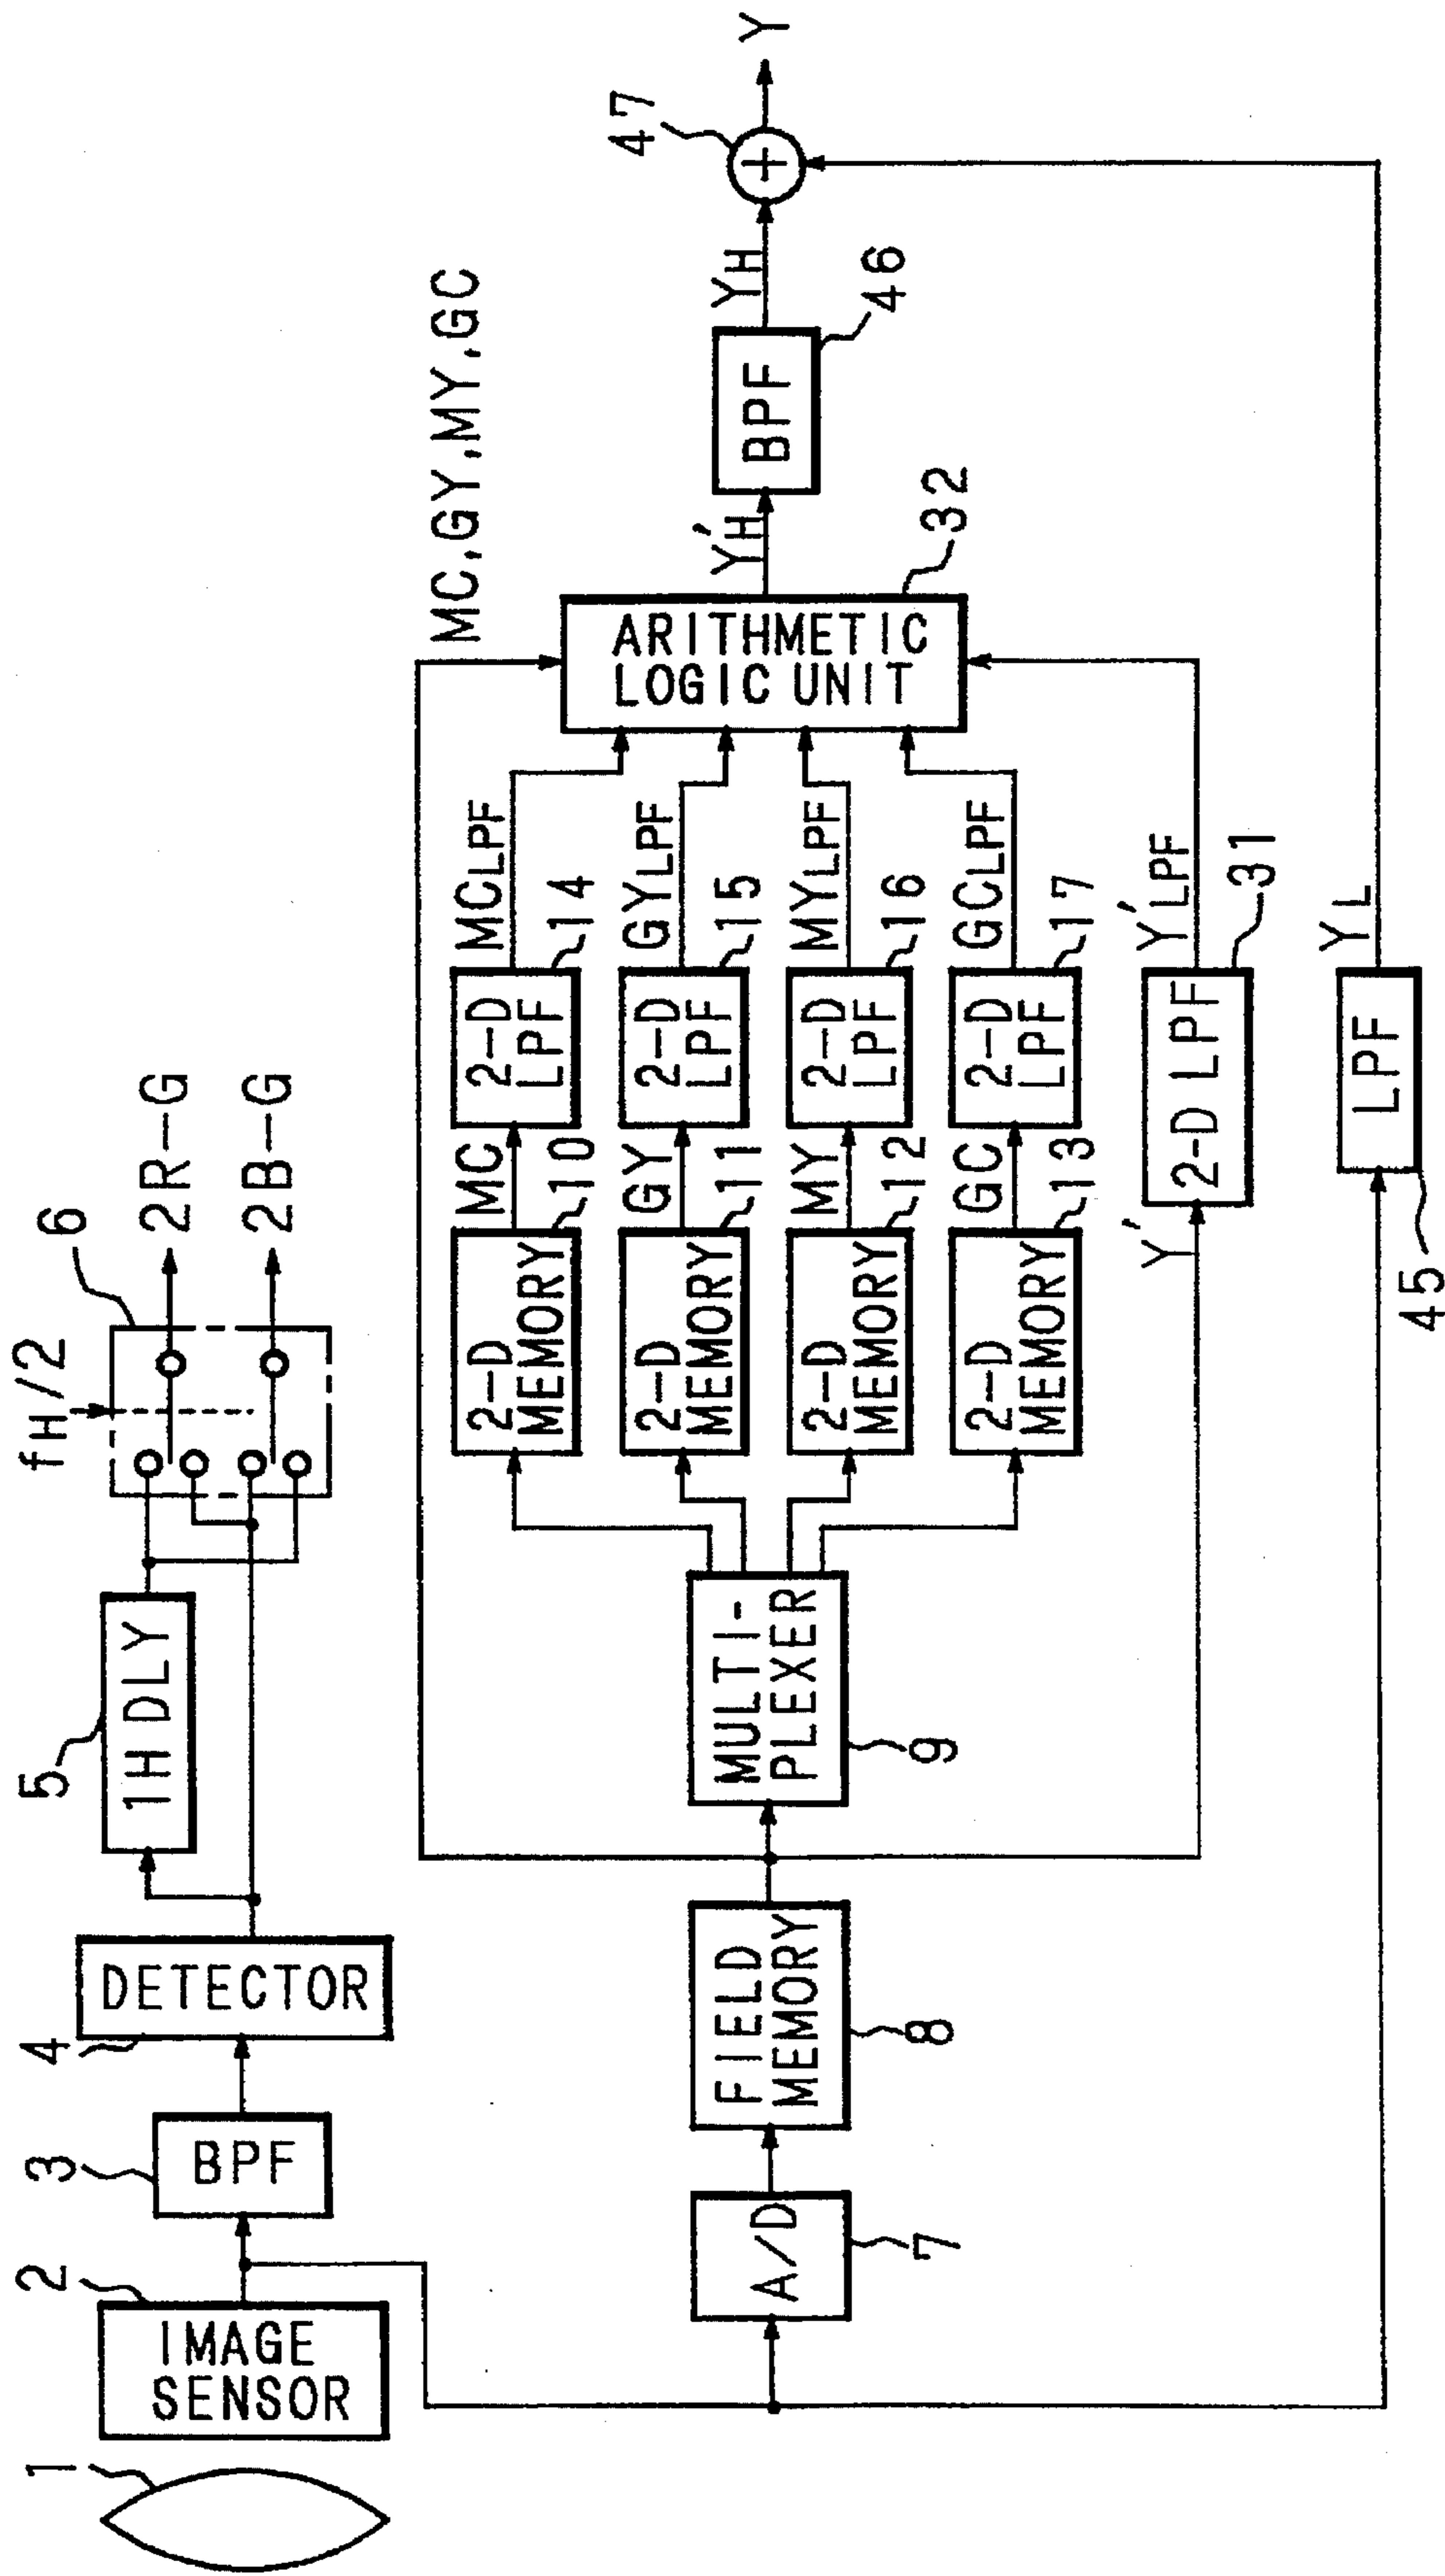 1
IMAGE
SENSOR
2
BPF
3
DETECTOR
4
1HDLY
5
fH/2
6
2R-G
2B-G
A/D
7
FIELD
MEMORY
8
MULTI-
PLEXER
9
2-D
MEMORY
10
MC
2-D
LPF
14
MCLPF
2-D
MEMORY
11
GY
2-D
LPF
15
GYLPF
2-D
MEMORY
12
MY
2-D
LPF
16
MYLPF
2-D
MEMORY
13
GC
2-D
LPF
17
GCLPF
Y'
2-D LPF
31
Y'LPF
MC,GY,MY,GC
ARITHMETIC
LOGIC UNIT
32
Y'H
BPF
46
YH
47
+
Y
LPF
45
YL